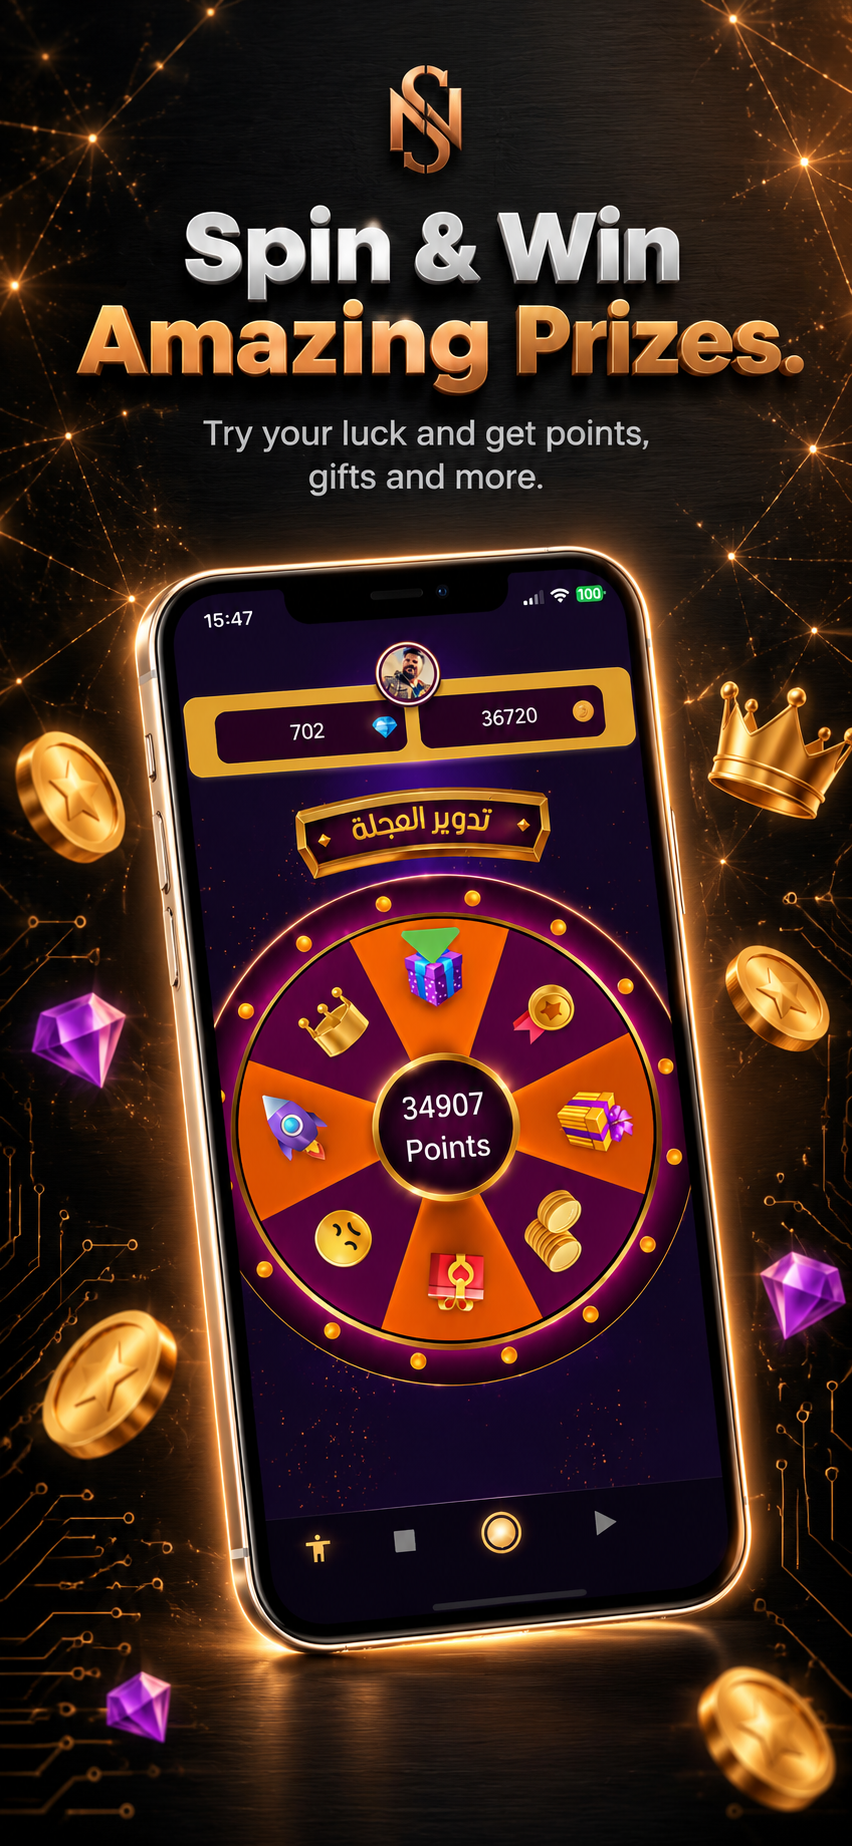 SN
Spin & Win
Amazing Prizes.
Try your luck and get points,
gifts and more.
15:47
100
702
36720
تدوير العجلة
34907
Points